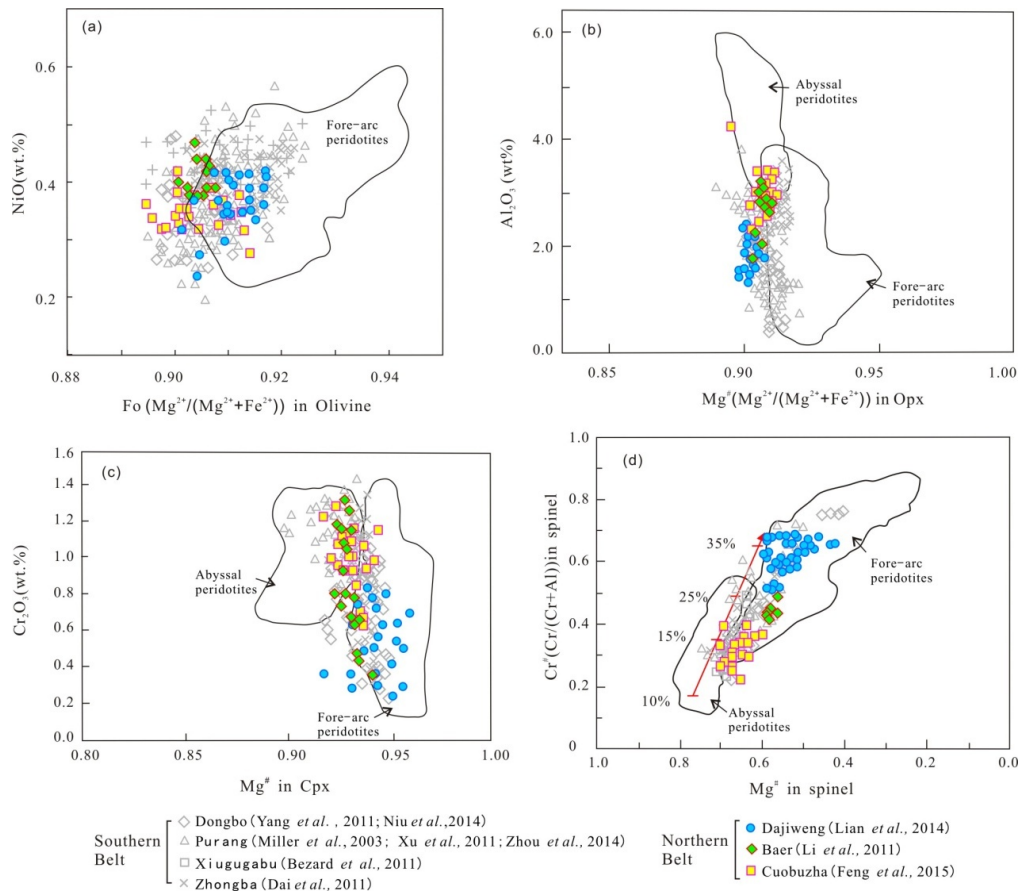 (a)
NiO(wt.%)
0.6
0.4
0.2
Fore-arc
peridotites
0.88
0.90
0.92
0.94
Fo (Mg²⁺/(Mg²⁺+Fe²⁺)) in Olivine
(b)
Al₂O₃ (wt%)
6.0
4.0
2.0
0.0
Abyssal
peridotites
Fore-arc
peridotites
0.85
0.90
0.95
1.00
Mg#(Mg²⁺/(Mg²⁺+Fe²⁺)) in Opx
(c)
Cr₂O₃(wt.%)
1.6
1.4
1.2
1.0
0.8
0.6
0.4
0.2
0.0
Abyssal
peridotites
Fore-arc
peridotites
0.80
0.90
0.95
1.00
Mg# in Cpx
(d)
Cr#(Cr/(Cr+Al))in spinel
1.0
0.8
0.6
0.4
0.2
0
35%
25%
15%
10%
Fore-arc
peridotites
Abyssal
peridotites
1.0
0.8
0.6
0.4
0.2
0.0
Mg# in spinel
Southern
Belt
Dongbo (Yang et al. , 2011; Niu et al.,2014)
Purang (Miller et al., 2003; Xu et al., 2011; Zhou et al., 2014)
Xiugugabu (Bezard et al., 2011)
Zhongba (Dai et al., 2011)
Northern
Belt
Dajiweng (Lian et al., 2014)
Baer (Li et al., 2011)
Cuobuzha (Feng et al., 2015)